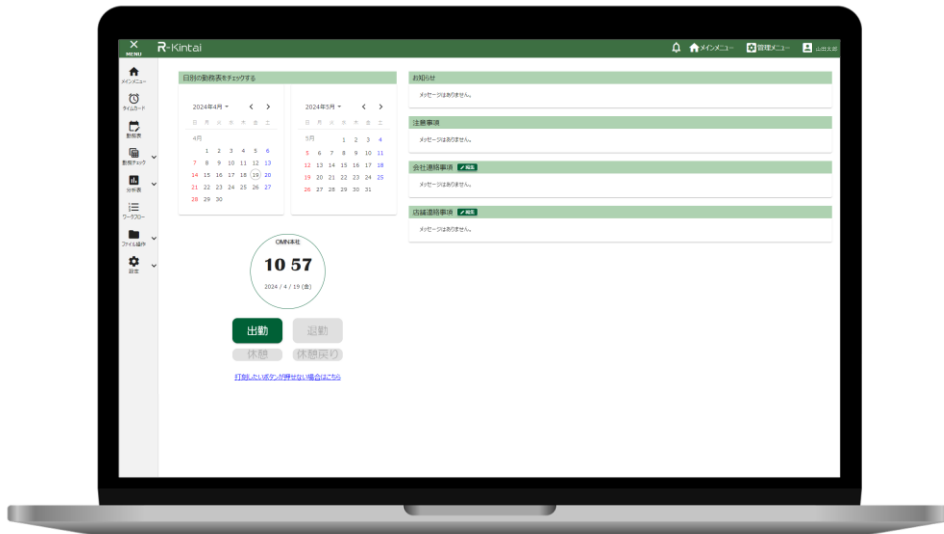 MENU
R-Kintai
メインメニュー
管理メニュー
山田太郎
メインメニュー
タイムカード
勤務表
勤務チェック
分析表
ワークフロー
ファイル操作
設定
日別の勤務表をチェックする
2024年4月
日 月 火 水 木 金 土
4月
1 2 3 4 5 6
7 8 9 10 11 12 13
14 15 16 17 18 19 20
21 22 23 24 25 26 27
28 29 30
2024年5月
日 月 火 水 木 金 土
5月 1 2 3 4
5 6 7 8 9 10 11
12 13 14 15 16 17 18
19 20 21 22 23 24 25
26 27 28 29 30 31
OMN本社
10 57
2024 / 4 / 19 (金)
出勤
退勤
休憩
休憩戻り
打刻したいボタンが押せない場合はこちら
お知らせ
メッセージはありません。
注意事項
メッセージはありません。
会社連絡事項 編集
メッセージはありません。
店舗連絡事項 編集
メッセージはありません。